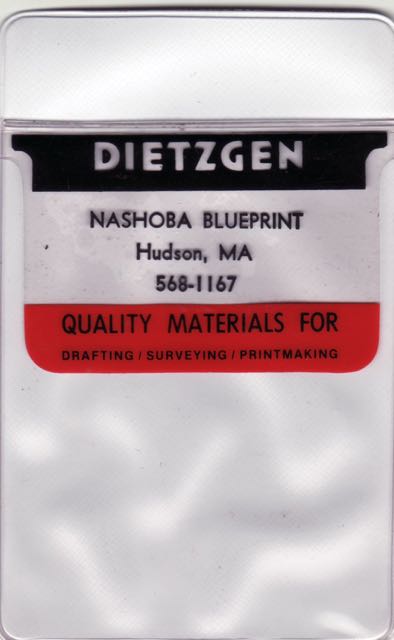 DIETZGEN
NASHOBA BLUEPRINT
Hudson, MA
568-1167
QUALITY MATERIALS FOR
DRAFTING / SURVEYING / PRINTMAKING